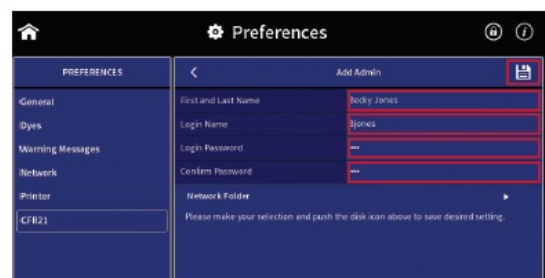 Preferences
PREFERENCES
Add Admin
General
First and Last Name
Becky Jones
Dyes
Login Name
Bjones
Warning Messages
Login Password
***
Network
Confirm Password
***
Printer
Network Folder
CFR21
Please make your selection and push the disk icon above to save desired setting.